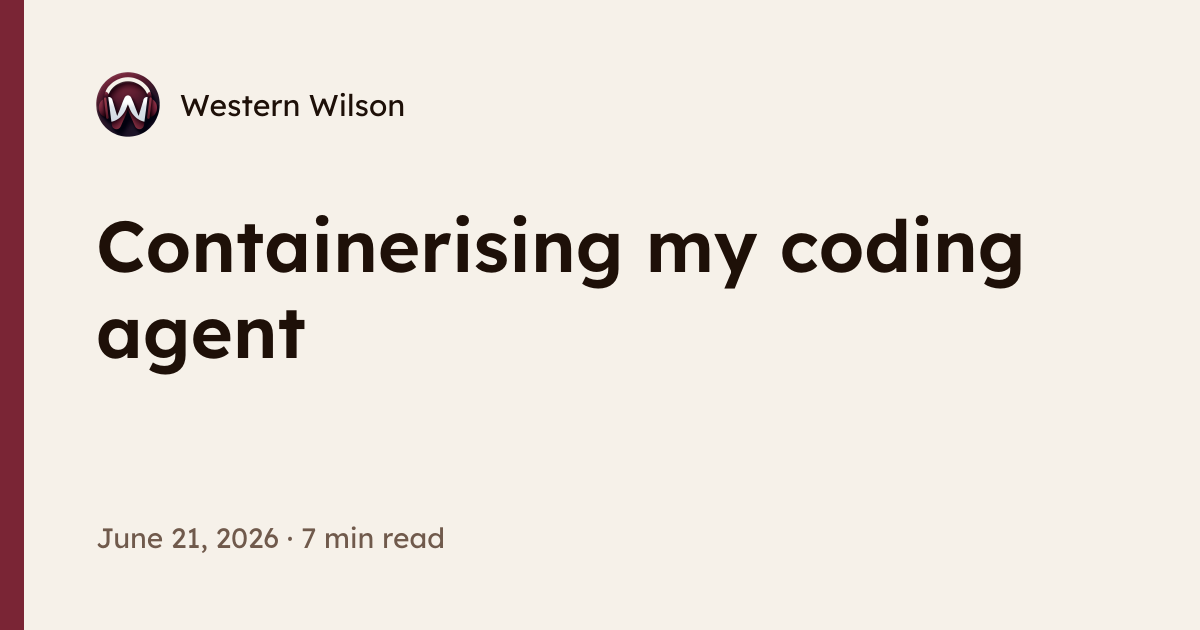 W
Western Wilson
Containerising my coding
agent
June 21, 2026 · 7 min read